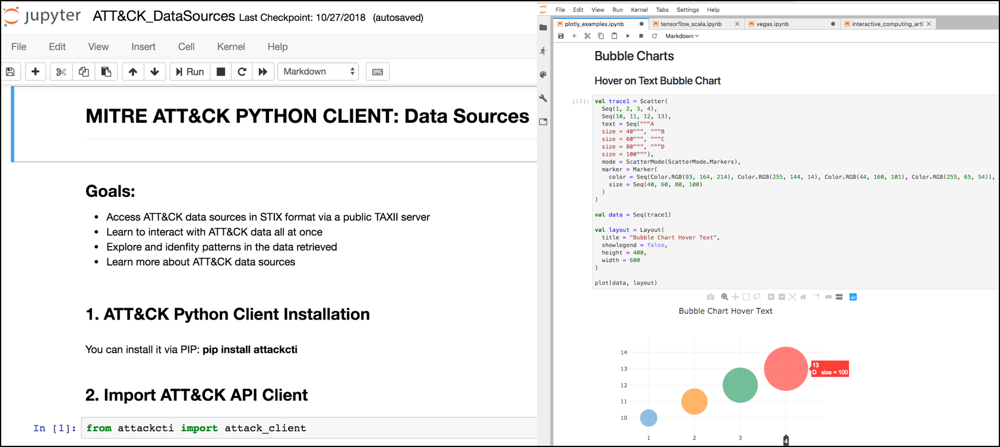 jupyter ATT&CK_DataSources Last Checkpoint: 10/27/2018 (autosaved)
File Edit View Insert Cell Kernel Help
Run Markdown
MITRE ATT&CK PYTHON CLIENT: Data Sources
Goals:
• Access ATT&CK data sources in STIX format via a public TAXII server
• Learn to interact with ATT&CK data all at once
• Explore and idenfity patterns in the data retrieved
• Learn more about ATT&CK data sources
1. ATT&CK Python Client Installation
You can install it via PIP: pip install attackcti
2. Import ATT&CK API Client
In [1]: from attackcti import attack_client
File Edit View Run Kernel Tabs Settings Help
plotly_examples.ipynb tensorflow_scala.ipynb vegas.ipynb interactive_computing_arti
Markdown
Bubble Charts
Hover on Text Bubble Chart
[13]: val trace1 = Scatter(
Seq(1, 2, 3, 4),
Seq(10, 11, 12, 13),
text = Seq("""A
size = 40""", """B
size = 60""", """C
size = 80""", """D
size = 100"""),
mode = ScatterMode(ScatterMode.Markers),
marker = Marker(
color = Seq(Color.RGB(93, 164, 214), Color.RGB(255, 144, 14), Color.RGB(44, 160, 101), Color.RGB(255, 65, 54)),
size = Seq(40, 60, 80, 100)
)
)
val data = Seq(trace1)
val layout = Layout(
title = "Bubble Chart Hover Text",
showlegend = false,
height = 400,
width = 600
)
plot(data, layout)
Bubble Chart Hover Text
14
13
12
11
10
13
D size = 100
1 2 3 4